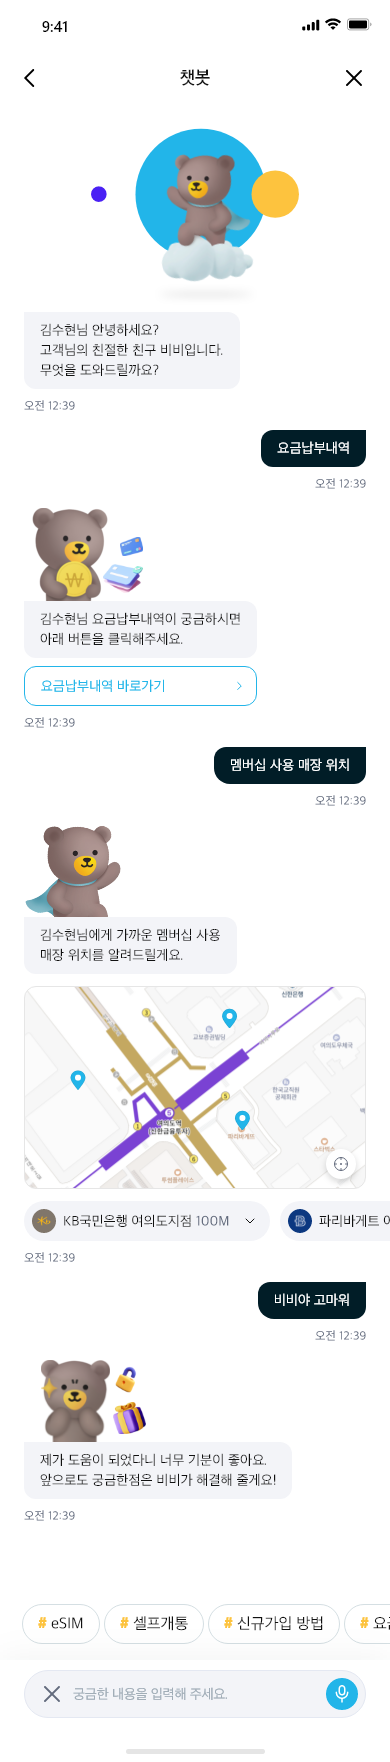 9:41
챗봇
김수현님 안녕하세요?
고객님의 친절한 친구 비비입니다.
무엇을 도와드릴까요?
오전 12:39
요금납부내역
오전 12:39
₩
김수현님 요금납부내역이 궁금하시면
아래 버튼을 클릭해주세요.
요금납부내역 바로가기
오전 12:39
멤버십 사용 매장 위치
오전 12:39
김수현님에게 가까운 멤버십 사용
매장 위치를 알려드릴게요.
신한은행
3
교보증권빌딩
여의도우체국
한국교직원
공제회관
5
5
1
여의도역
(신한금융투자)
파리바게뜨
스타벅스
6
투썸플레이스
KB국민은행 여의도지점 100M
파리바게트
오전 12:39
비비야 고마워
오전 12:39
제가 도움이 되었다니 너무 기분이 좋아요.
앞으로도 궁금한점은 비비가 해결해 줄게요!
오전 12:39
# eSIM
# 셀프개통
# 신규가입 방법
# 요금
궁금한 내용을 입력해 주세요.